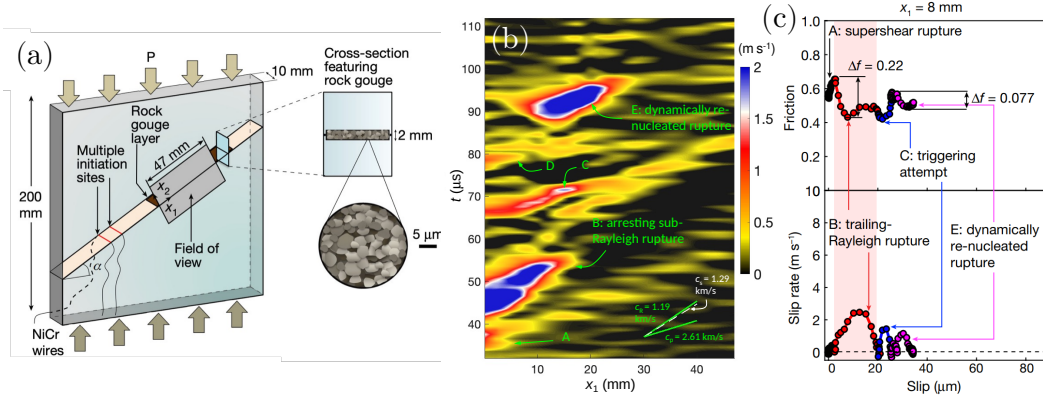 (a)
P
10 mm
Cross-section
featuring
rock gouge
Rock
gouge
layer
2 mm
Multiple
initiation
sites
47 mm
200
mm
x2
x1
α
Field of
view
5 μm
NiCr
wires
(b)
(m s⁻¹)
2
1.5
1
0.5
0
110
100
90
80
70
60
50
40
t (μs)
E: dynamically re-
nucleated rupture
D
C
B: arresting sub-
Rayleigh rupture
cs = 1.29
km/s
cR = 1.19
km/s
cp = 2.61 km/s
A
10 20 30 40
x1 (mm)
(c)
x1 = 8 mm
A: supershear rupture
Δf = 0.22
Δf = 0.077
1.0
0.8
0.6
0.4
0.2
Friction
C: triggering
attempt
10
B: trailing-
Rayleigh rupture
E: dynamically
re-nucleated
rupture
8
6
4
2
0
Slip rate (m s⁻¹)
0 20 40 60 80
Slip (μm)